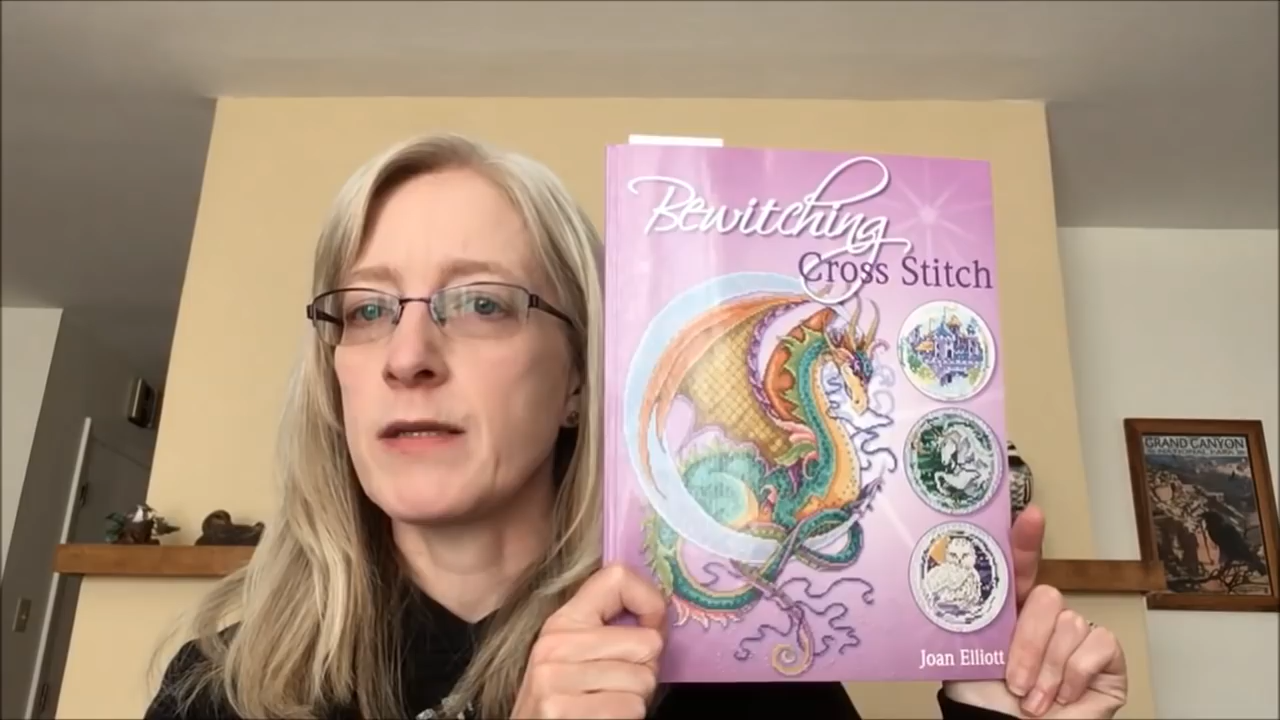 Bewitching
Cross Stitch
Joan Elliott
GRAND CANYON
NATIONAL PARK